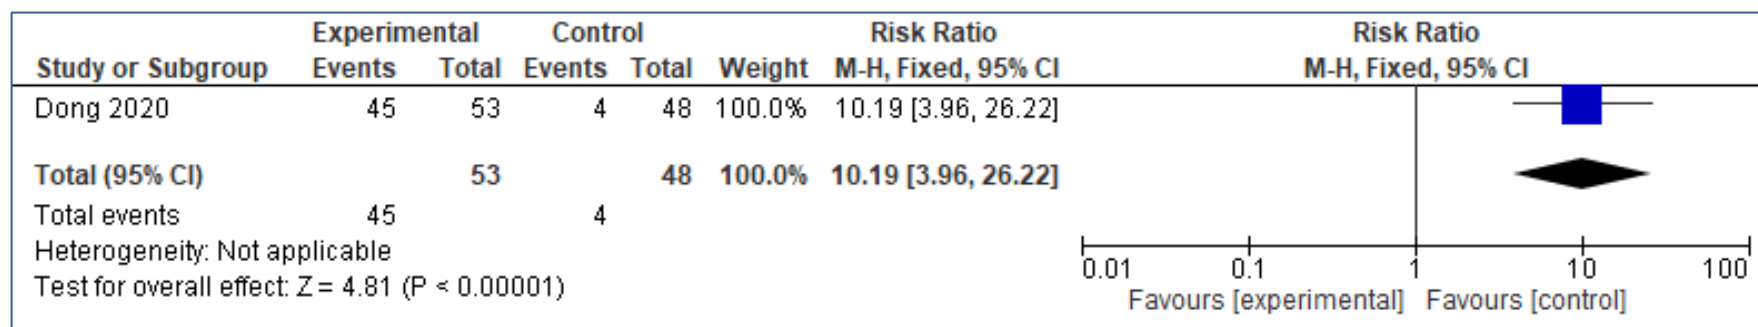 Experimental Control Risk Ratio Risk Ratio
Study or Subgroup Events Total Events Total Weight M-H, Fixed, 95% CI M-H, Fixed, 95% CI
Dong 2020 45 53 4 48 100.0% 10.19 [3.96, 26.22]
Total (95% CI) 53 48 100.0% 10.19 [3.96, 26.22]
Total events 45 4
Heterogeneity: Not applicable
Test for overall effect: Z = 4.81 (P < 0.00001)
0.01 0.1 1 10 100
Favours [experimental] Favours [control]